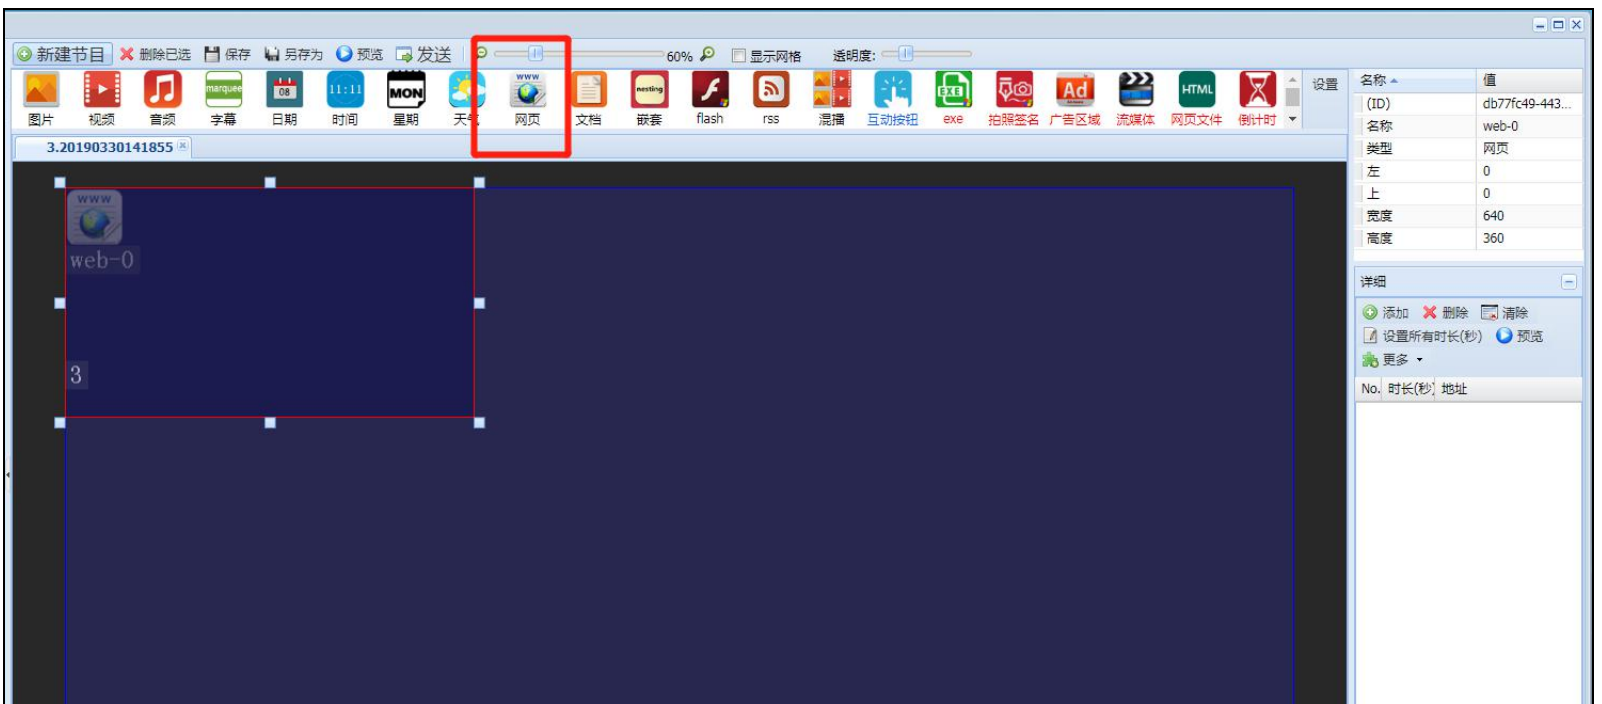 新建节目 删除已选 保存 另存为 预览 发送 60% 显示网格 透明度:
marquee 08 11:11 MON www nesting EXE Ad HTML
图片 视频 音频 字幕 日期 时间 星期 天气 网页 文档 嵌套 flash rss 混播 互动按钮 exe 拍照签名 广告区域 流媒体 网页文件 倒计时 设置
3.20190330141855
www
web-0
3
名称 值
(ID) db77fc49-443...
名称 web-0
类型 网页
左 0
上 0
宽度 640
高度 360
详细
添加 删除 清除
设置所有时长(秒) 预览
更多
No. 时长(秒) 地址